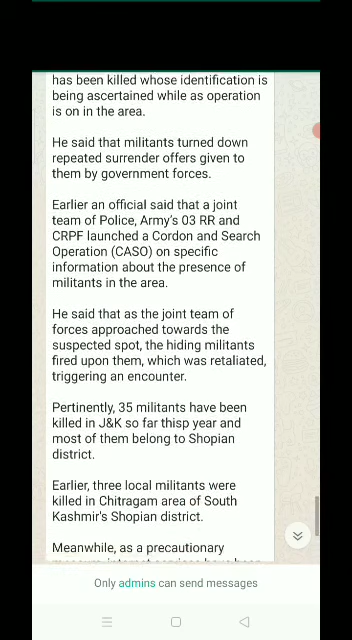 has been killed whose identification is
being ascertained while as operation
is on in the area.
He said that militants turned down
repeated surrender offers given to
them by government forces.
Earlier an official said that a joint
team of Police, Army's 03 RR and
CRPF launched a Cordon and Search
Operation (CASO) on specific
information about the presence of
militants in the area.
He said that as the joint team of
forces approached towards the
suspected spot, the hiding militants
fired upon them, which was retaliated,
triggering an encounter.
Pertinently, 35 militants have been
killed in J&K so far thisp year and
most of them belong to Shopian
district.
Earlier, three local militants were
killed in Chitragam area of South
Kashmir's Shopian district.
Meanwhile, as a precautionary
Only admins can send messages